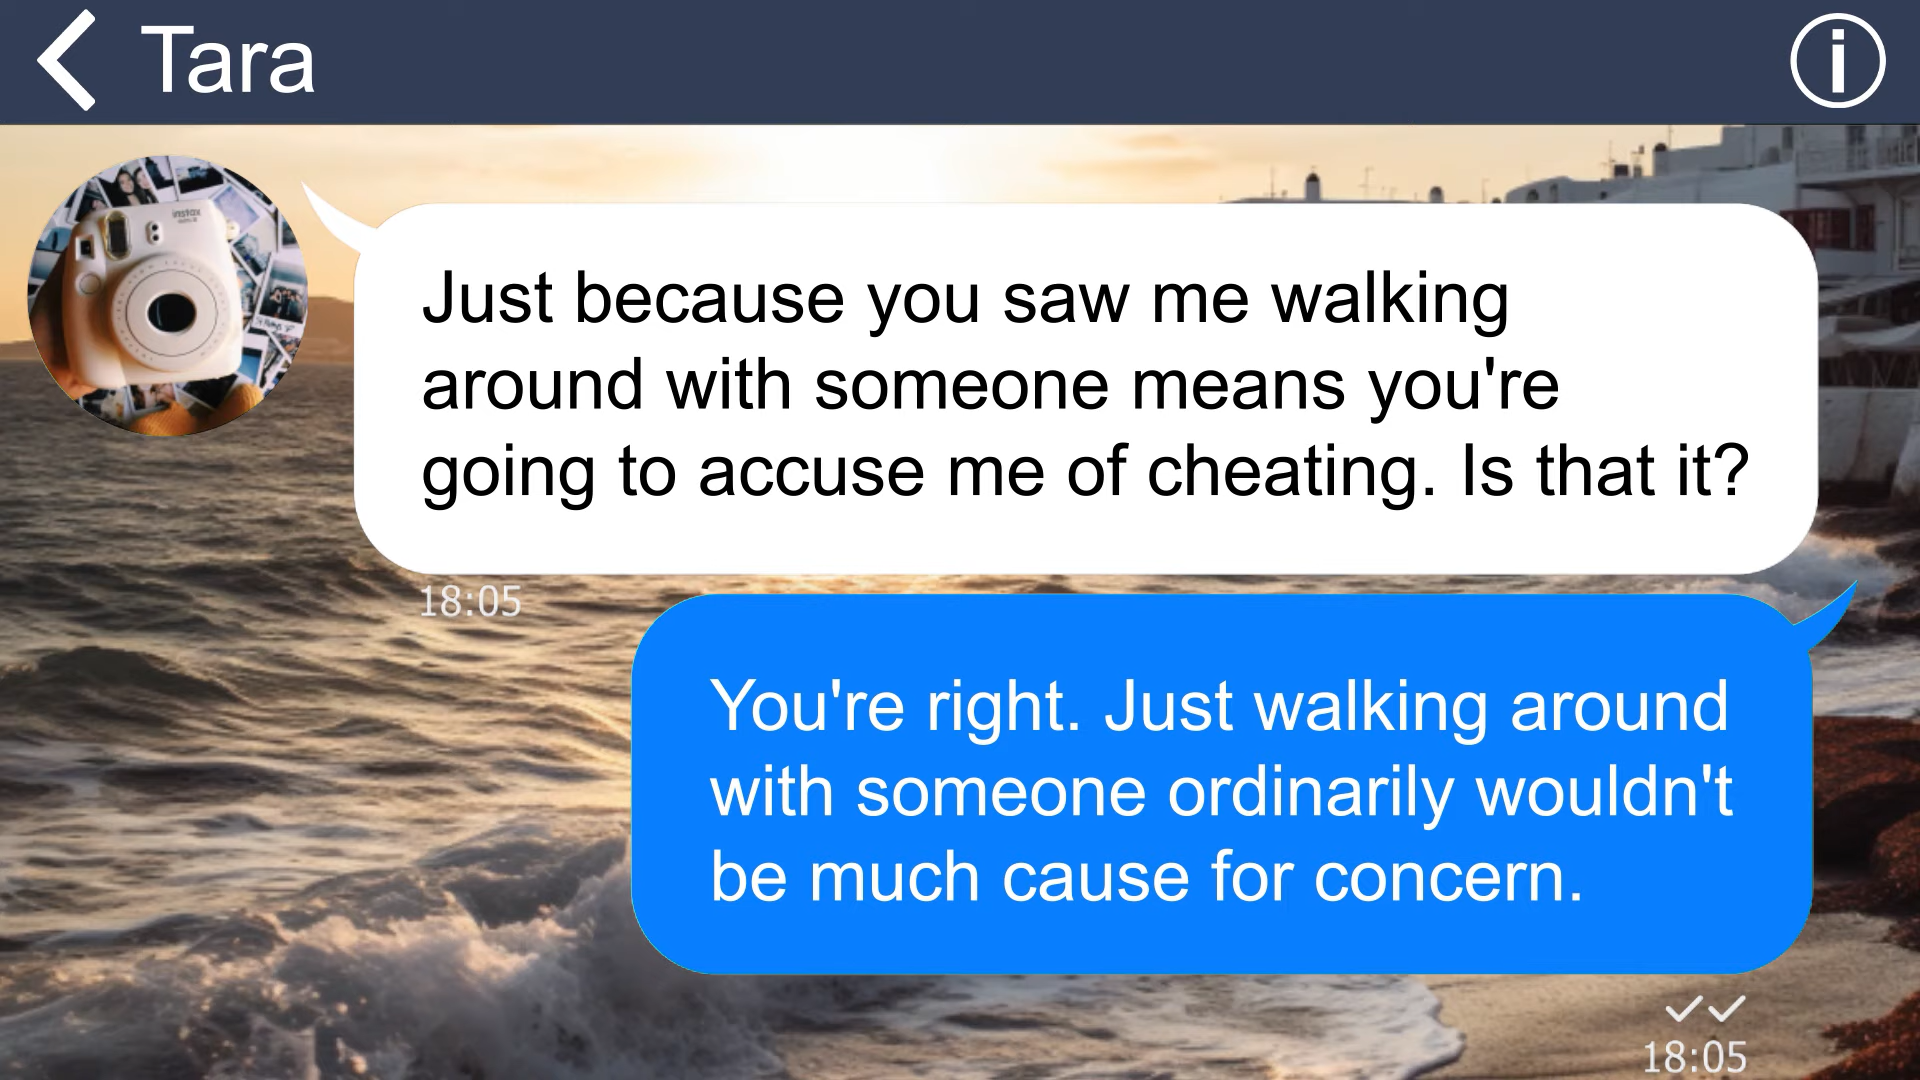 Tara
instax
Just because you saw me walking
around with someone means you're
going to accuse me of cheating. Is that it?
18:05
You're right. Just walking around
with someone ordinarily wouldn't
be much cause for concern.
18:05